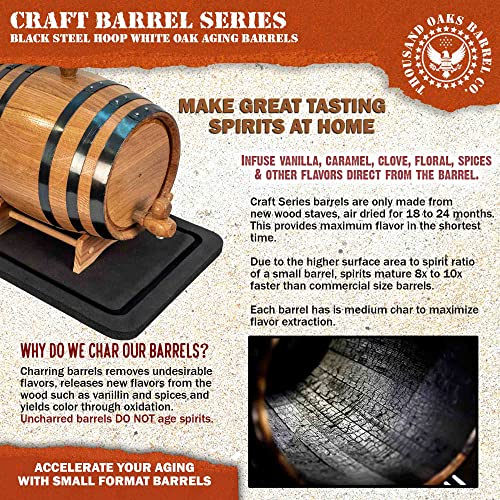 CRAFT BARREL SERIES
BLACK STEEL HOOP WHITE OAK AGING BARRELS
THOUSAND OAKS BARREL CO.
MAKE GREAT TASTING
SPIRITS AT HOME
INFUSE VANILLA, CARAMEL, CLOVE, FLORAL, SPICES
& OTHER FLAVORS DIRECT FROM THE BARREL.
Craft Series barrels are only made from
new wood staves, air dried for 18 to 24 months.
This provides maximum flavor in the shortest
time.
Due to the higher surface area to spirit ratio
of a small barrel, spirits mature 8x to 10x
faster than commercial size barrels.
Each barrel has is medium char to maximize
flavor extraction.
WHY DO WE CHAR OUR BARRELS?
Charring barrels removes undesirable
flavors, releases new flavors from the
wood such as vanillin and spices and
yields color through oxidation.
Uncharred barrels DO NOT age spirits.
ACCELERATE YOUR AGING
WITH SMALL FORMAT BARRELS